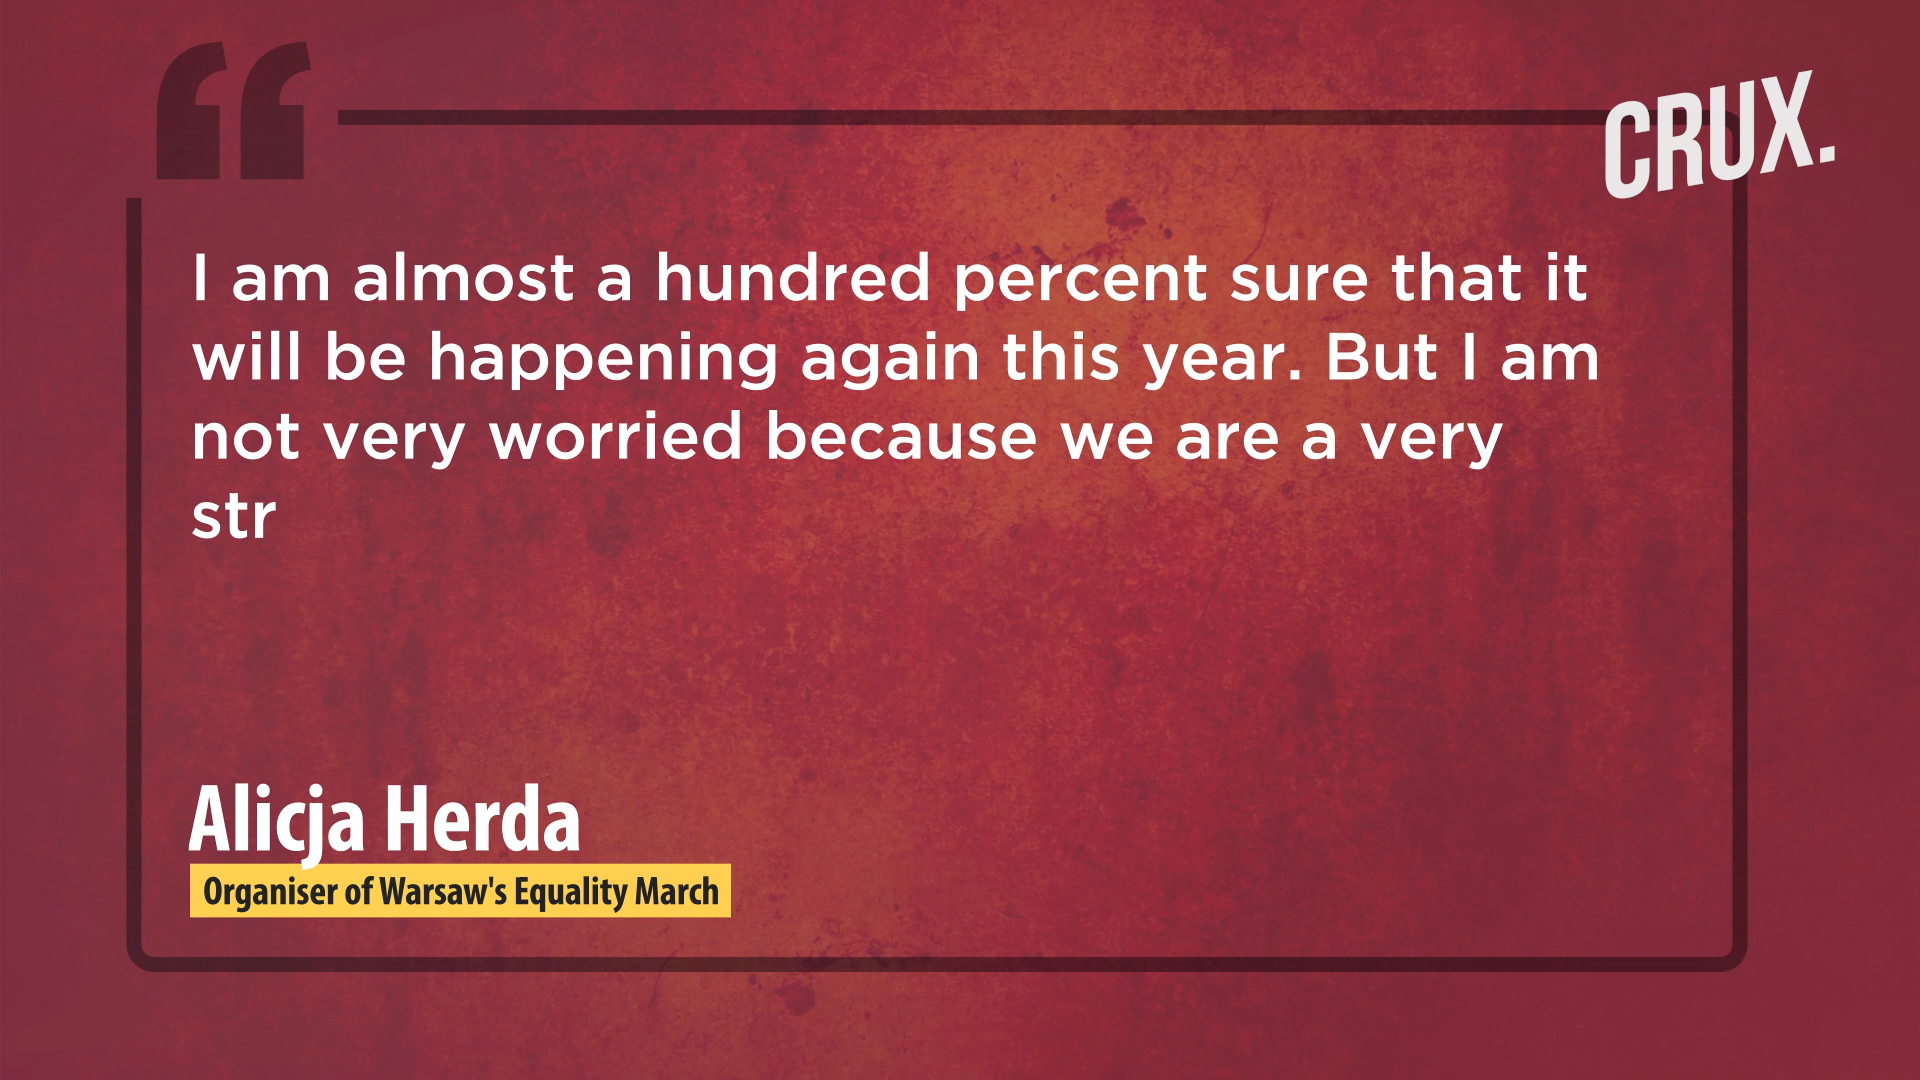 CRUX.
I am almost a hundred percent sure that it
will be happening again this year. But I am
not very worried because we are a very
str
Alicja Herda
Organiser of Warsaw's Equality March